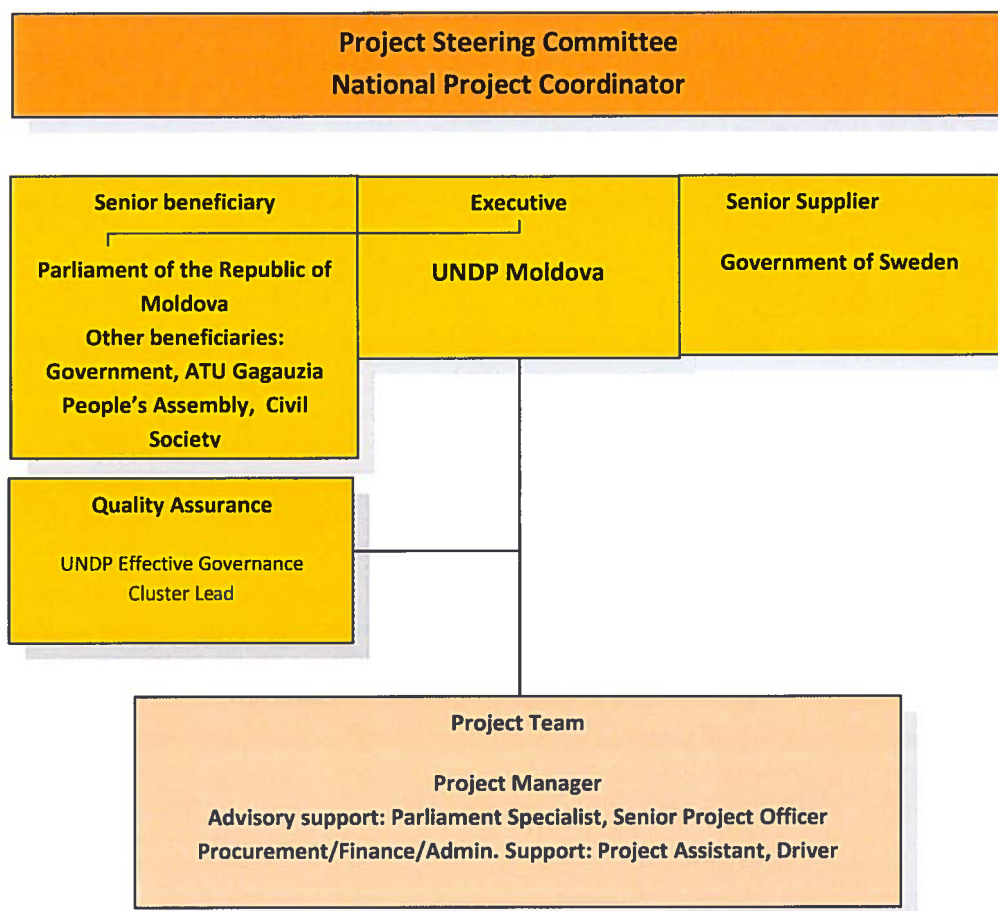 Project Steering Committee
National Project Coordinator
Senior beneficiary
Parliament of the Republic of
Moldova
Other beneficiaries:
Government, ATU Gagauzia
People's Assembly, Civil
Society
Executive
UNDP Moldova
Senior Supplier
Government of Sweden
Quality Assurance
UNDP Effective Governance
Cluster Lead
Project Team
Project Manager
Advisory support: Parliament Specialist, Senior Project Officer
Procurement/Finance/Admin. Support: Project Assistant, Driver